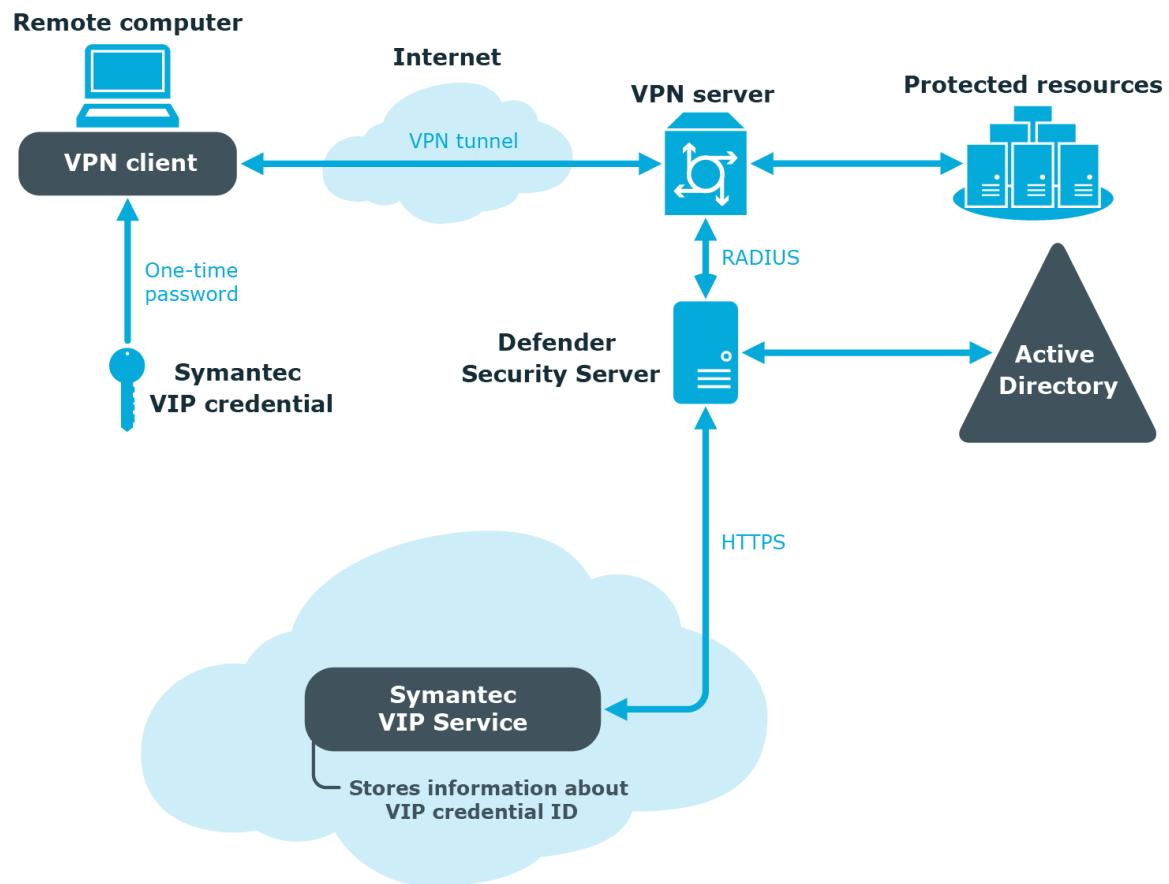 Remote computer
Internet
VPN server
Protected resources
VPN client
VPN tunnel
RADIUS
One-time
password
Symantec
VIP credential
Defender
Security Server
Active
Directory
HTTPS
Symantec
VIP Service
Stores information about
VIP credential ID